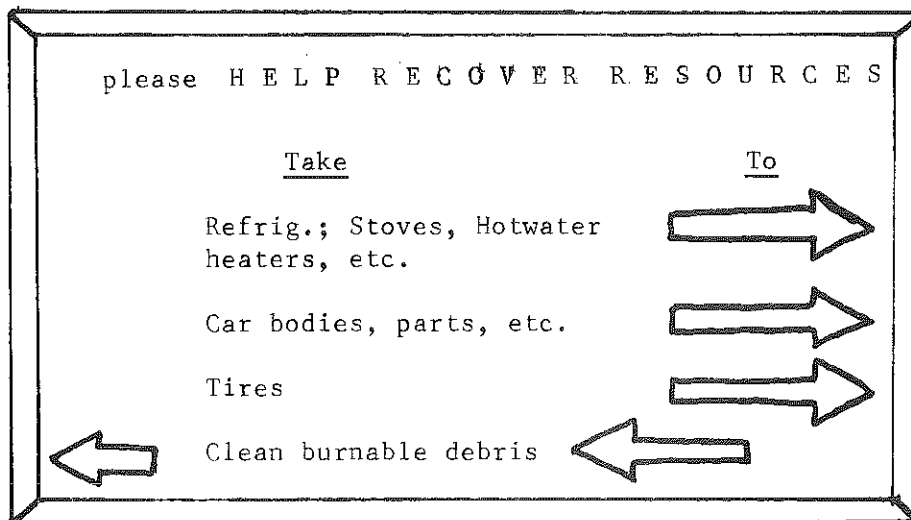 please HELP RECOVER RESOURCES
Take To
Refrig.; Stoves, Hotwater
heaters, etc.
Car bodies, parts, etc.
Tires
Clean burnable debris